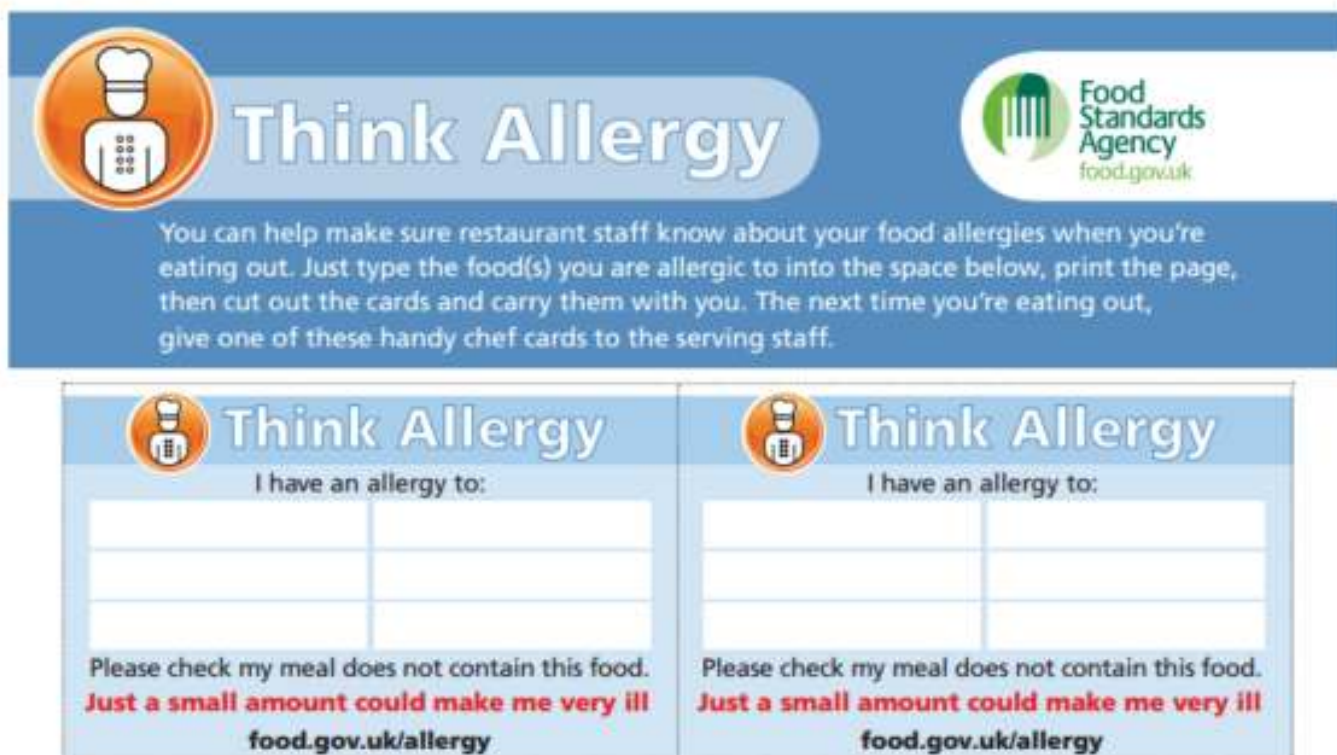 Think Allergy
Food
Standards
Agency
food.gov.uk
You can help make sure restaurant staff know about your food allergies when you're
eating out. Just type the food(s) you are allergic to into the space below, print the page,
then cut out the cards and carry them with you. The next time you're eating out,
give one of these handy chef cards to the serving staff.
Think Allergy
I have an allergy to:
Please check my meal does not contain this food.
Just a small amount could make me very ill
food.gov.uk/allergy
Think Allergy
I have an allergy to:
Please check my meal does not contain this food.
Just a small amount could make me very ill
food.gov.uk/allergy